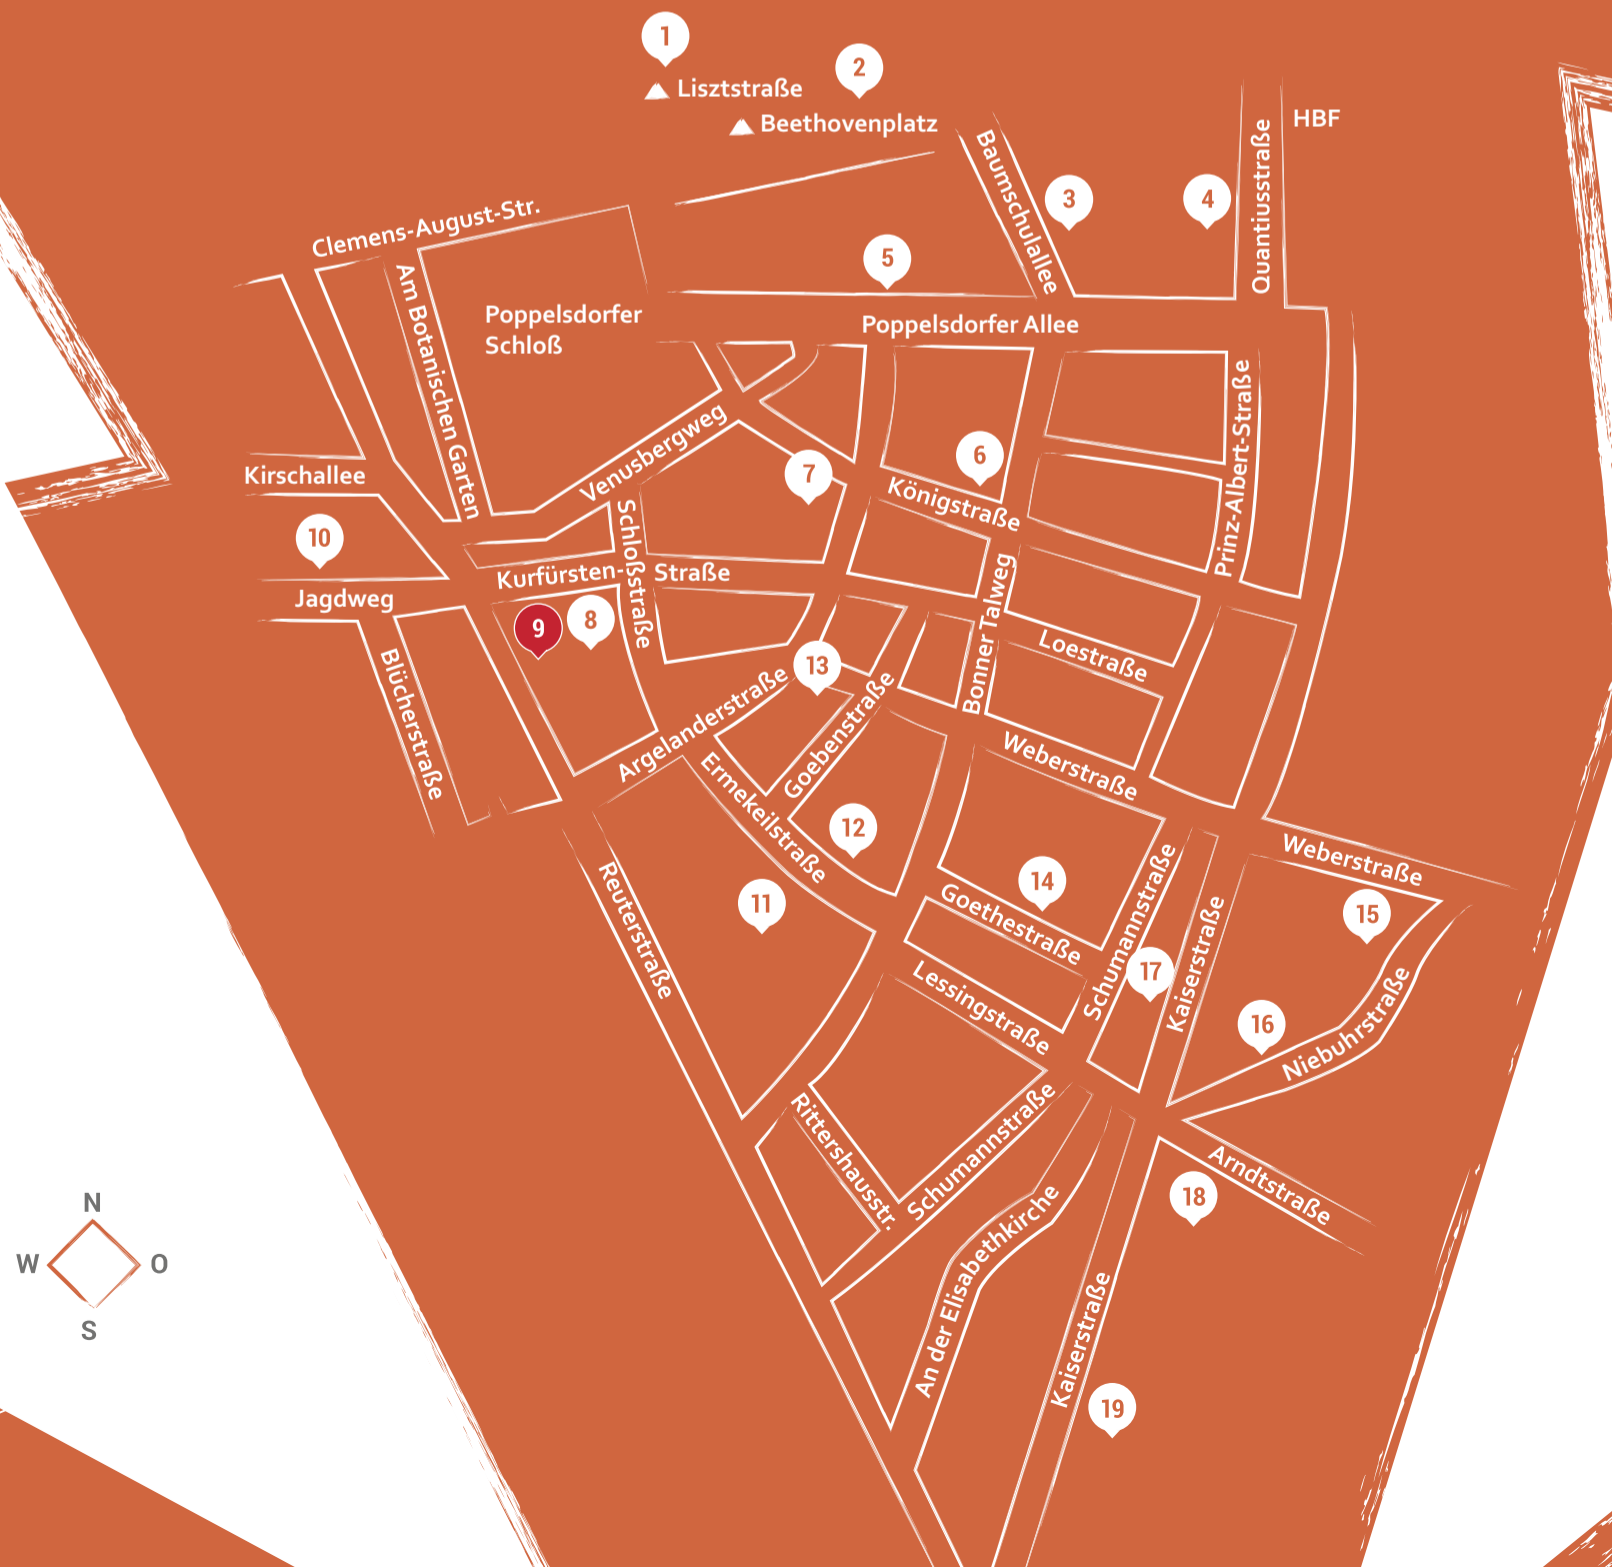 1
2
Lisztstraße
Beethovenplatz
HBF
Baumschulallee
3
4
Quantiusstraße
Clemens-August-Str.
5
Am Botanischen Garten
Poppelsdorfer
Schloß
Poppelsdorfer Allee
Prinz-Albert-Straße
Venusbergweg
6
7
Kirschallee
Königstraße
10
Schloßstraße
Kurfürsten-Straße
Jagdweg
Bonner Talweg
9
8
Loestraße
13
Blücherstraße
Argelanderstraße
Goebenstraße
Weberstraße
Ermekeilstraße
12
Weberstraße
14
Schumannstraße
11
Reuterstraße
Goethestraße
15
Kaiserstraße
17
Lessingstraße
16
Niebuhrstraße
Rittershausstr.
Schumannstraße
Arndtstraße
18
An der Elisabethkirche
Kaiserstraße
19
N
W
O
S